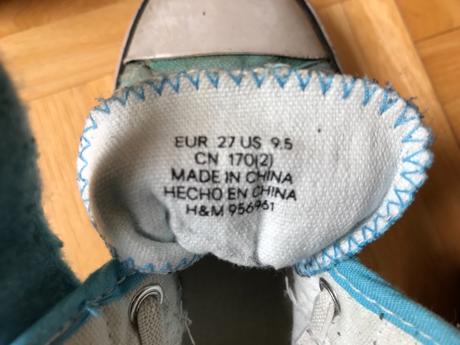 EUR 27 US 9.5
CN 170(2)
MADE IN CHINA
HECHO EN CHINA
H&M 956961